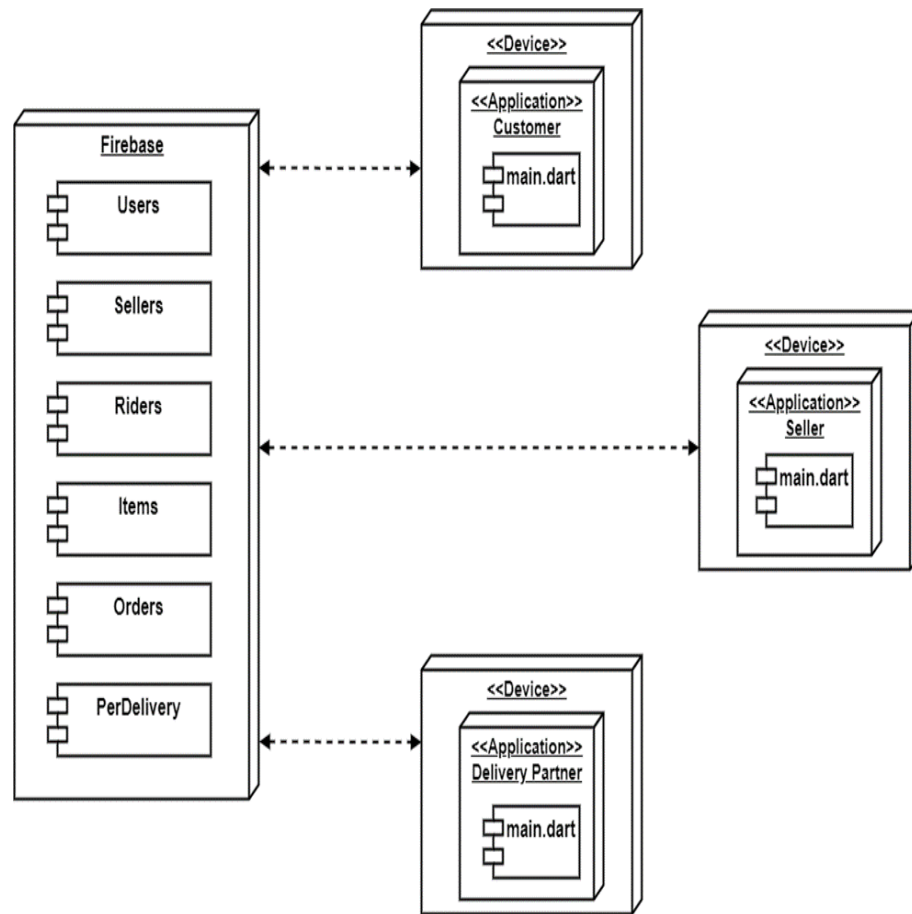 Firebase
Users
Sellers
Riders
Items
Orders
PerDelivery
<<Device>>
<<Application>>
Customer
main.dart
<<Device>>
<<Application>>
Seller
main.dart
<<Device>>
<<Application>>
Delivery Partner
main.dart